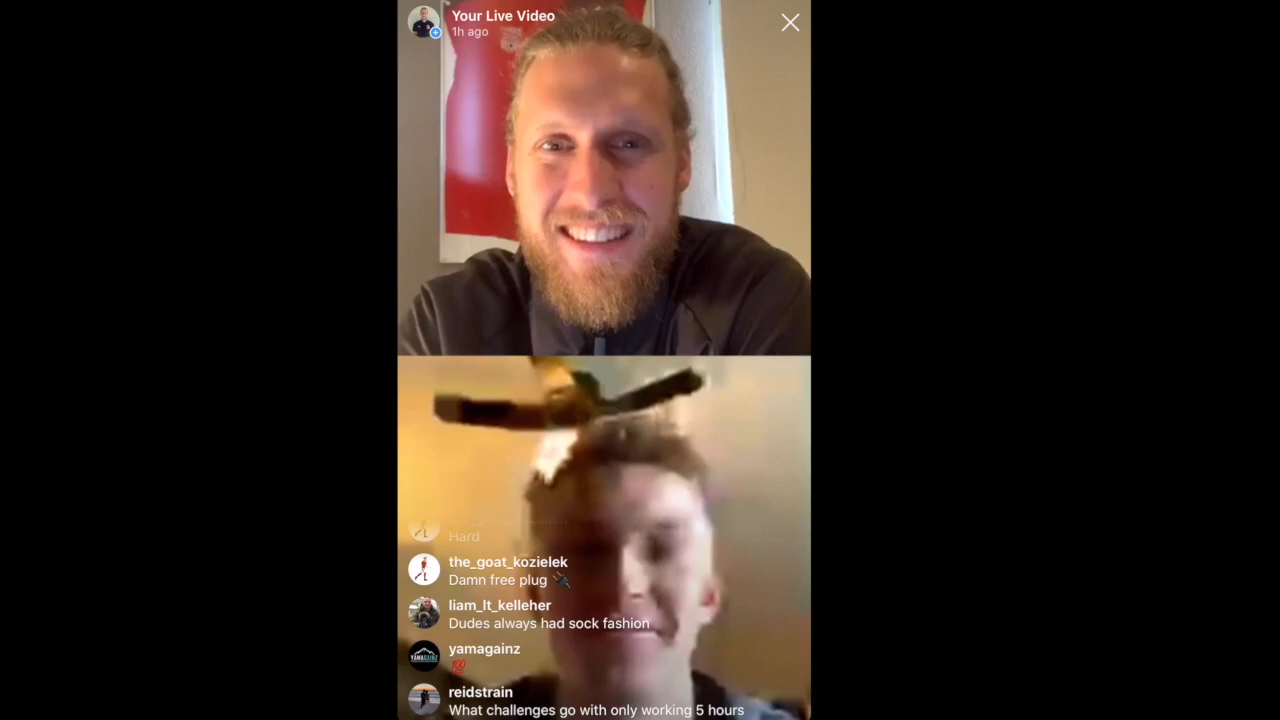 Your Live Video
1h ago
Hard
the_goat_kozielek
Damn free plug 🔌
liam_lt_kelleher
Dudes always had sock fashion
yamagainz
💯
YAMAGAINZ
reidstrain
What challenges go with only working 5 hours